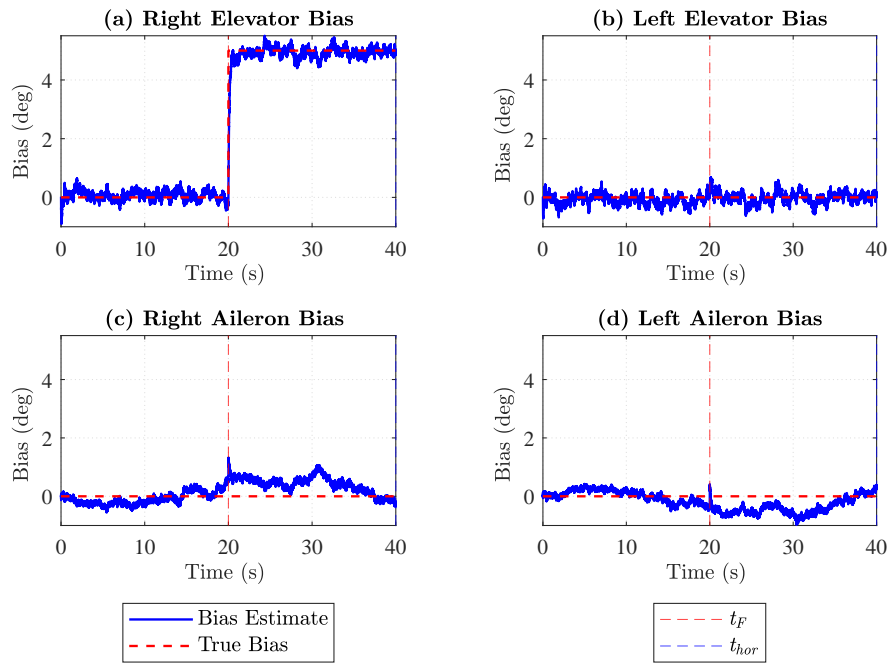 (a) Right Elevator Bias
Bias (deg)
4
2
0
0 10 20 30 40
Time (s)
(b) Left Elevator Bias
Bias (deg)
4
2
0
0 10 20 30 40
Time (s)
(c) Right Aileron Bias
Bias (deg)
4
2
0
0 10 20 30 40
Time (s)
(d) Left Aileron Bias
Bias (deg)
4
2
0
0 10 20 30 40
Time (s)
Bias Estimate
True Bias
t_F
t_hor